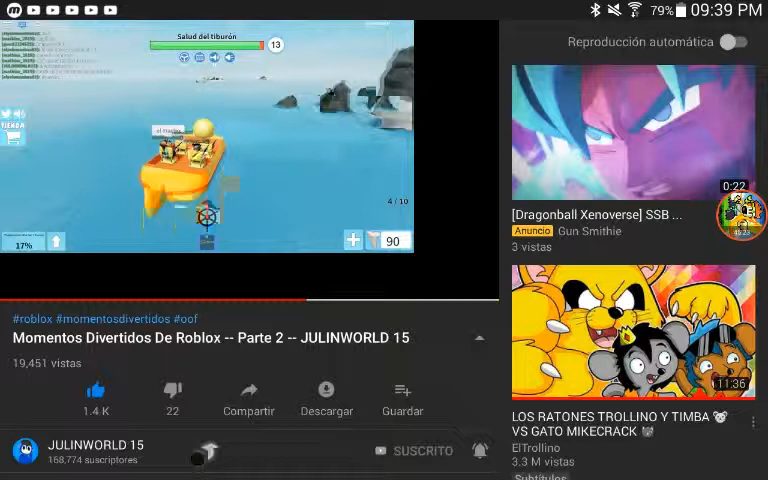 79% 09:39 PM
Reproducción automática
Salud del tiburón
13
TIENDA
4 / 10
17%
90
0:22
[Dragonball Xenoverse] SSB ...
Anuncio Gun Smithie
3 vistas
#roblox #momentosdivertidos #oof
Momentos Divertidos De Roblox -- Parte 2 -- JULINWORLD 15
19,451 vistas
1.4 K
22
Compartir
Descargar
Guardar
JULINWORLD 15
168,774 suscriptores
SUSCRITO
11:36
LOS RATONES TROLLINO Y TIMBA 🐭
VS GATO MIKECRACK 🐱
ElTrollino
3.3 M vistas
Subtítulos